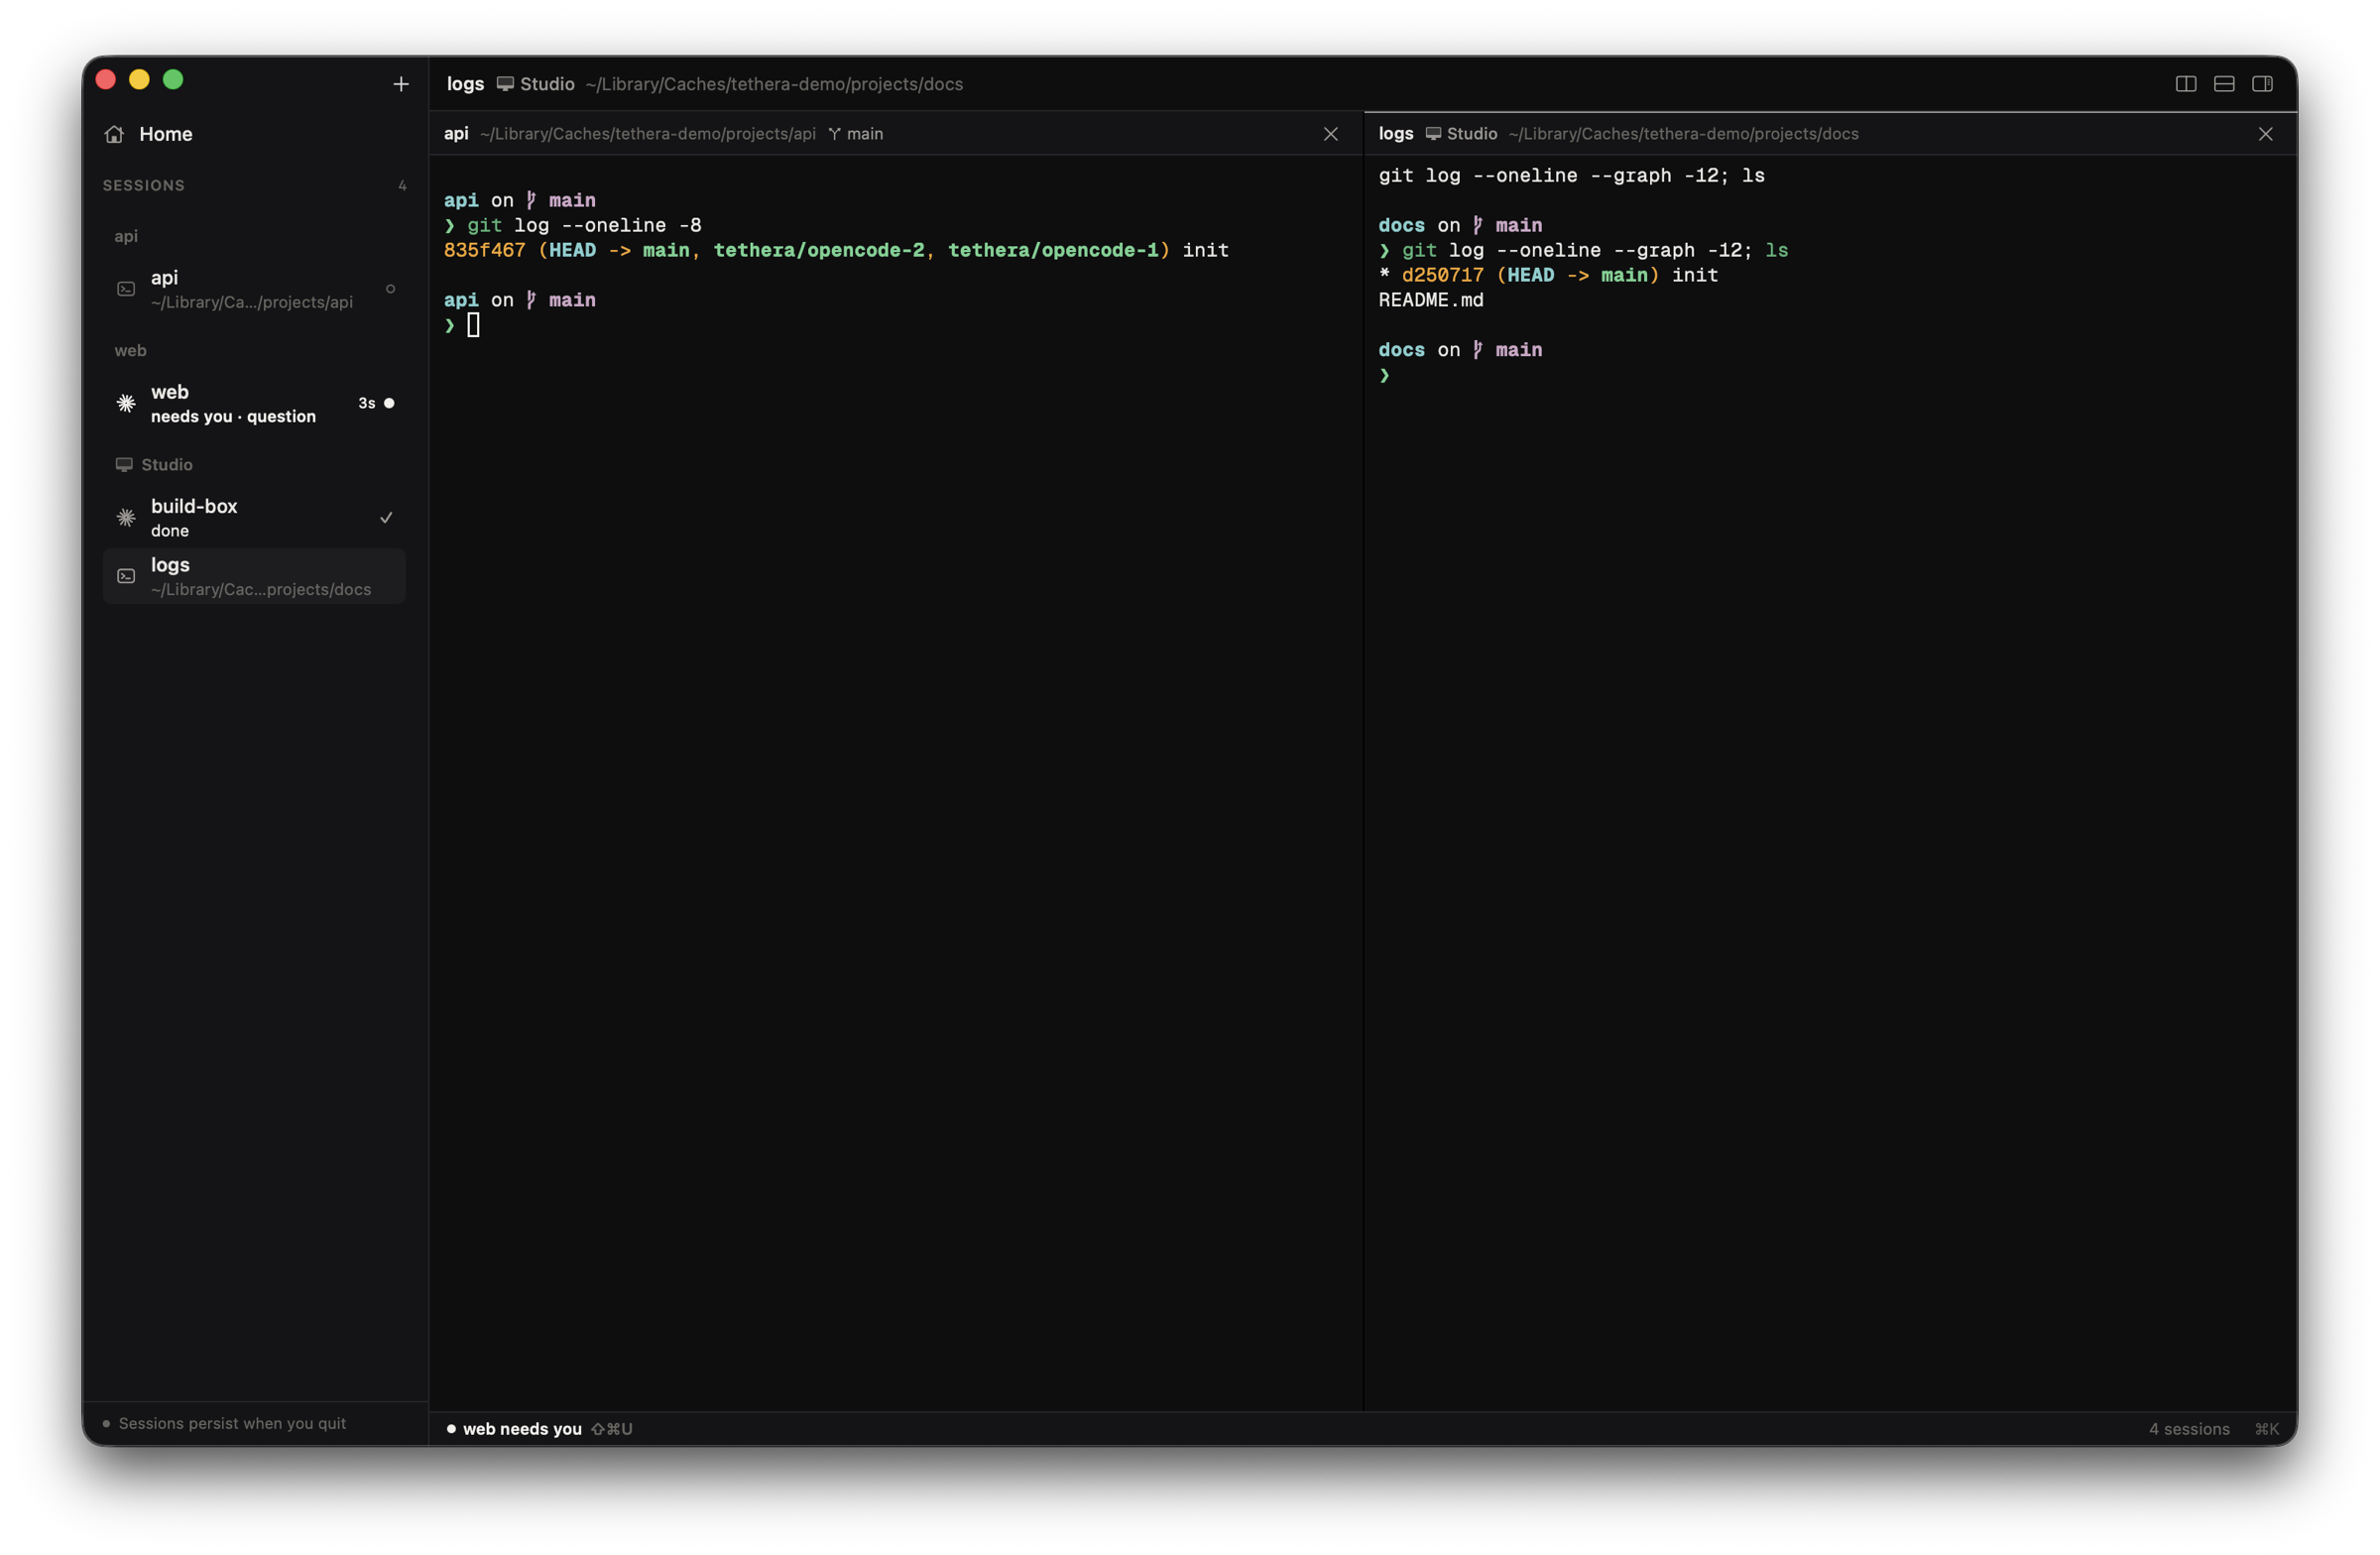 Home
SESSIONS 4
api
api
~/Library/Ca.../projects/api
web
web
needs you · question
3s
Studio
build-box
done
logs
~/Library/Cac...projects/docs
Sessions persist when you quit
logs Studio ~/Library/Caches/tethera-demo/projects/docs
api ~/Library/Caches/tethera-demo/projects/api main
api on main
❯ git log --oneline -8
835f467 (HEAD -> main, tethera/opencode-2, tethera/opencode-1) init
api on main
❯
logs Studio ~/Library/Caches/tethera-demo/projects/docs
git log --oneline --graph -12; ls
docs on main
❯ git log --oneline --graph -12; ls
* d250717 (HEAD -> main) init
README.md
docs on main
❯
web needs you ⇧⌘U
4 sessions ⌘K